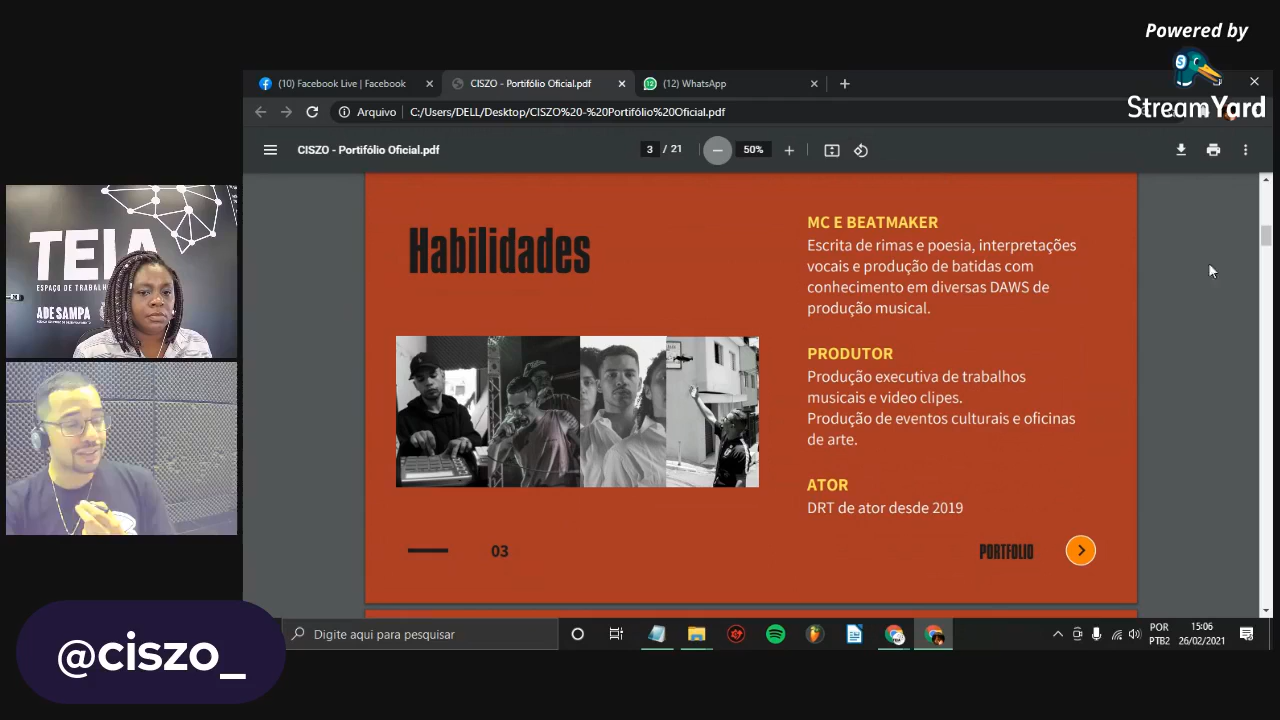 Powered by
StreamYard
(10) Facebook Live | Facebook
CISZO - Portifólio Oficial.pdf
(12) WhatsApp
Arquivo
C:/Users/DELL/Desktop/CISZO%20-%20Portifólio%20Oficial.pdf
CISZO - Portifólio Oficial.pdf
3 / 21
50%
Habilidades
MC E BEATMAKER
Escrita de rimas e poesia, interpretações
vocais e produção de batidas com
conhecimento em diversas DAWS de
produção musical.
PRODUTOR
Produção executiva de trabalhos
musicais e video clipes.
Produção de eventos culturais e oficinas
de arte.
ATOR
DRT de ator desde 2019
03
PORTFOLIO
TEIA
ESPAÇO DE TRABALHO
ADE SAMPA
@ciszo_
Digite aqui para pesquisar
POR
PTB2
15:06
26/02/2021